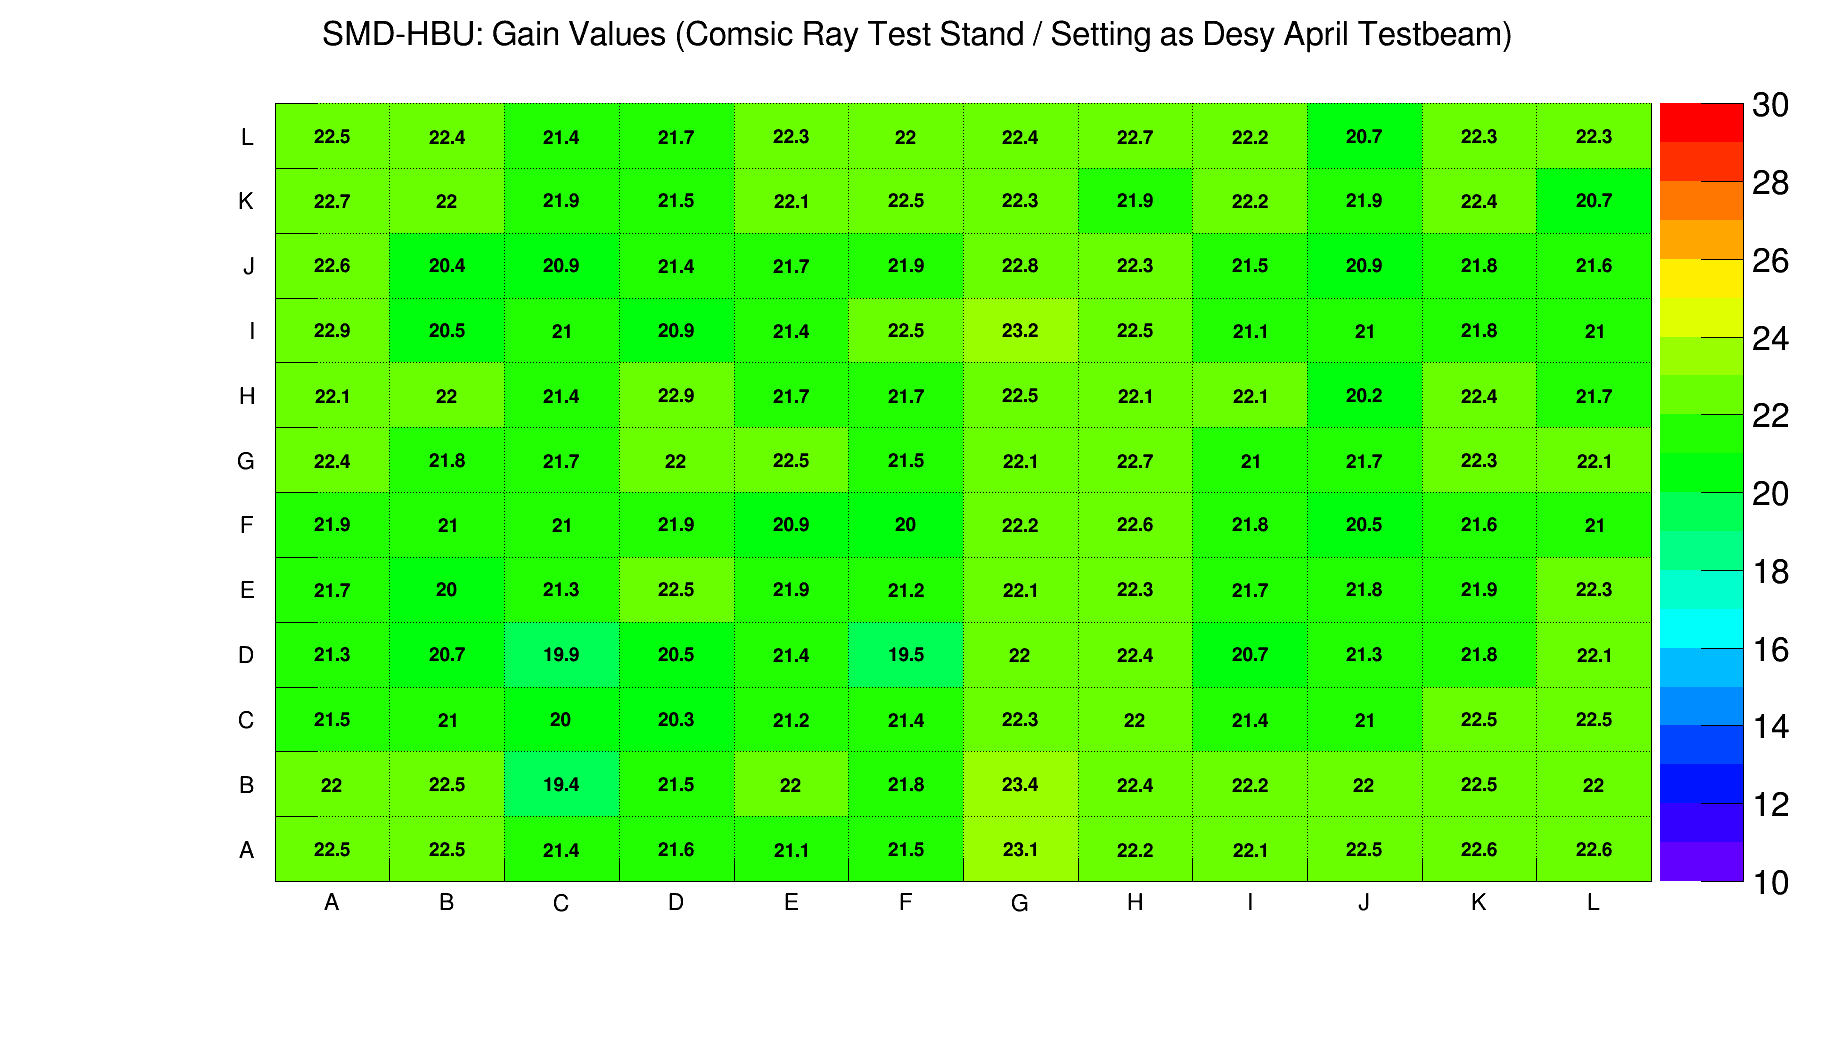 SMD-HBU: Gain Values (Comsic Ray Test Stand / Setting as Desy April Testbeam)
30
L 22.5 22.4 21.4 21.7 22.3 22 22.4 22.7 22.2 20.7 22.3 22.3
28
K 22.7 22 21.9 21.5 22.1 22.5 22.3 21.9 22.2 21.9 22.4 20.7
26
J 22.6 20.4 20.9 21.4 21.7 21.9 22.8 22.3 21.5 20.9 21.8 21.6
I 22.9 20.5 21 20.9 21.4 22.5 23.2 22.5 21.1 21 21.8 21
24
H 22.1 22 21.4 22.9 21.7 21.7 22.5 22.1 22.1 20.2 22.4 21.7
22
G 22.4 21.8 21.7 22 22.5 21.5 22.1 22.7 21 21.7 22.3 22.1
20
F 21.9 21 21 21.9 20.9 20 22.2 22.6 21.8 20.5 21.6 21
18
E 21.7 20 21.3 22.5 21.9 21.2 22.1 22.3 21.7 21.8 21.9 22.3
16
D 21.3 20.7 19.9 20.5 21.4 19.5 22 22.4 20.7 21.3 21.8 22.1
C 21.5 21 20 20.3 21.2 21.4 22.3 22 21.4 21 22.5 22.5
14
B 22 22.5 19.4 21.5 22 21.8 23.4 22.4 22.2 22 22.5 22
12
A 22.5 22.5 21.4 21.6 21.1 21.5 23.1 22.2 22.1 22.5 22.6 22.6
10
A B C D E F G H I J K L